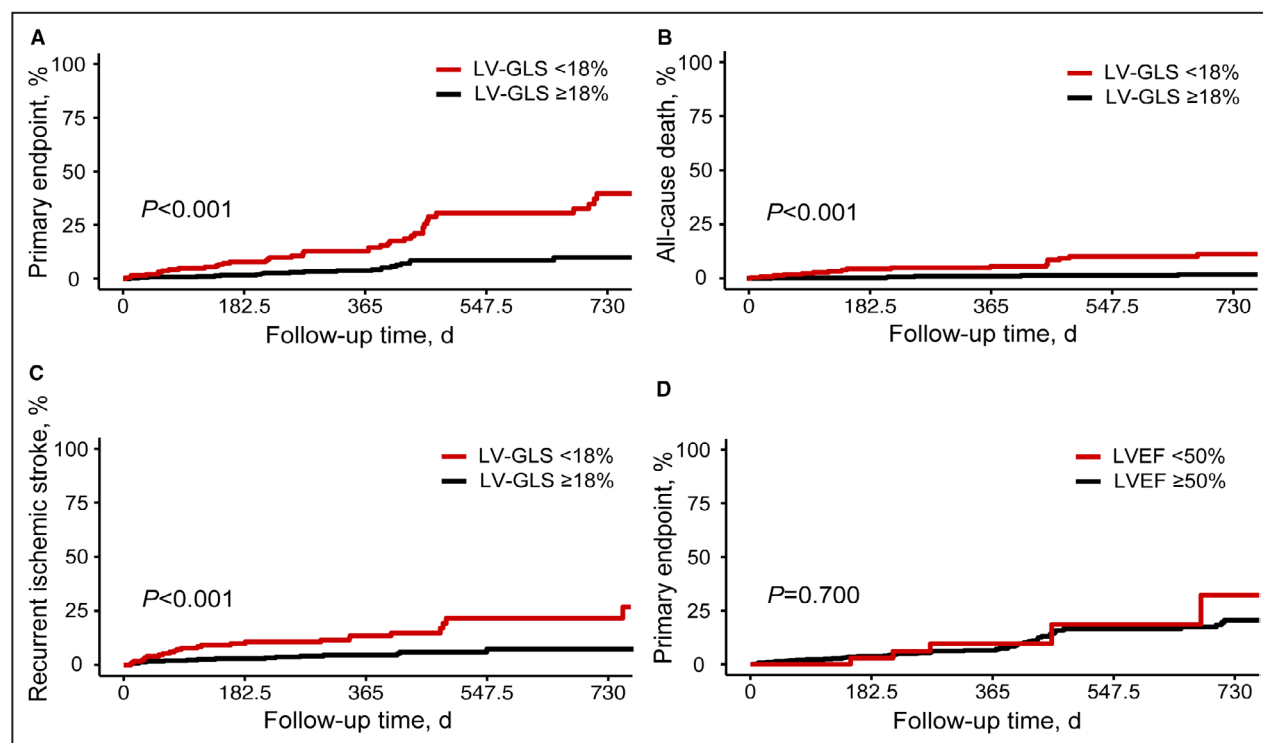 A
Primary endpoint, %
100
75
50
25
0
LV-GLS <18%
LV-GLS ≥18%
P<0.001
0 182.5 365 547.5 730
Follow-up time, d
B
All-cause death, %
100
75
50
25
0
LV-GLS <18%
LV-GLS ≥18%
P<0.001
0 182.5 365 547.5 730
Follow-up time, d
C
Recurrent ischemic stroke, %
100
75
50
25
0
LV-GLS <18%
LV-GLS ≥18%
P<0.001
0 182.5 365 547.5 730
Follow-up time, d
D
Primary endpoint, %
100
75
50
25
0
LVEF <50%
LVEF ≥50%
P=0.700
0 182.5 365 547.5 730
Follow-up time, d